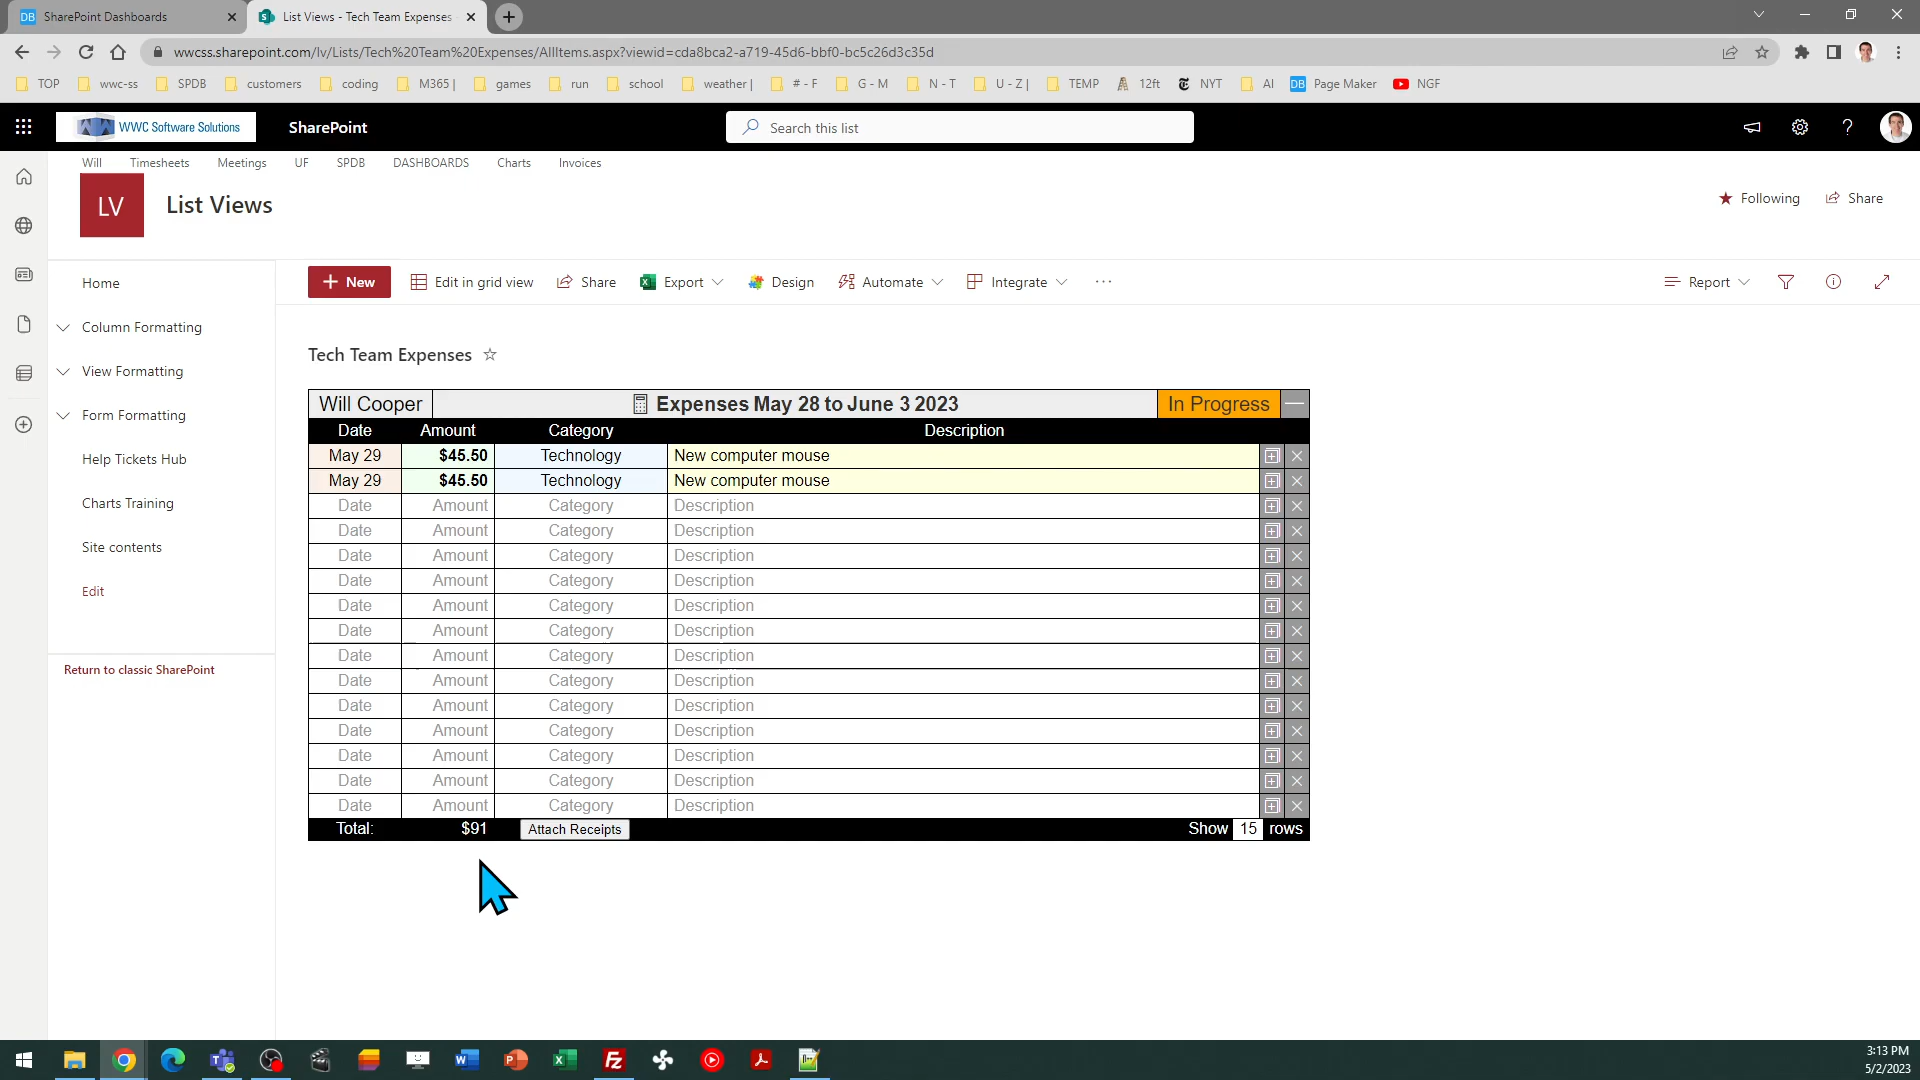 SharePoint Dashboards
List Views - Tech Team Expenses
wwcss.sharepoint.com/lv/Lists/Tech%20Team%20Expenses/AllItems.aspx?viewid=cda8bca2-a719-45d6-bbf0-bc5c26d3c35d
TOP wwc-ss SPDB customers coding M365 | games run school weather | # - F G - M N - T U - Z | TEMP 12ft NYT AI DB Page Maker NGF
WWC Software Solutions SharePoint Search this list ?
Will Timesheets Meetings UF SPDB DASHBOARDS Charts Invoices
LV List Views Following Share
Home
Column Formatting
View Formatting
Form Formatting
Help Tickets Hub
Charts Training
Site contents
Edit
Return to classic SharePoint
+ New Edit in grid view Share Export Design Automate Integrate ... Report
Tech Team Expenses
Will Cooper Expenses May 28 to June 3 2023 In Progress
Date Amount Category Description
May 29 $45.50 Technology New computer mouse
May 29 $45.50 Technology New computer mouse
Date Amount Category Description
Date Amount Category Description
Date Amount Category Description
Date Amount Category Description
Date Amount Category Description
Date Amount Category Description
Date Amount Category Description
Date Amount Category Description
Date Amount Category Description
Date Amount Category Description
Date Amount Category Description
Date Amount Category Description
Date Amount Category Description
Total: $91 Attach Receipts Show 15 rows
3:13 PM
5/2/2023